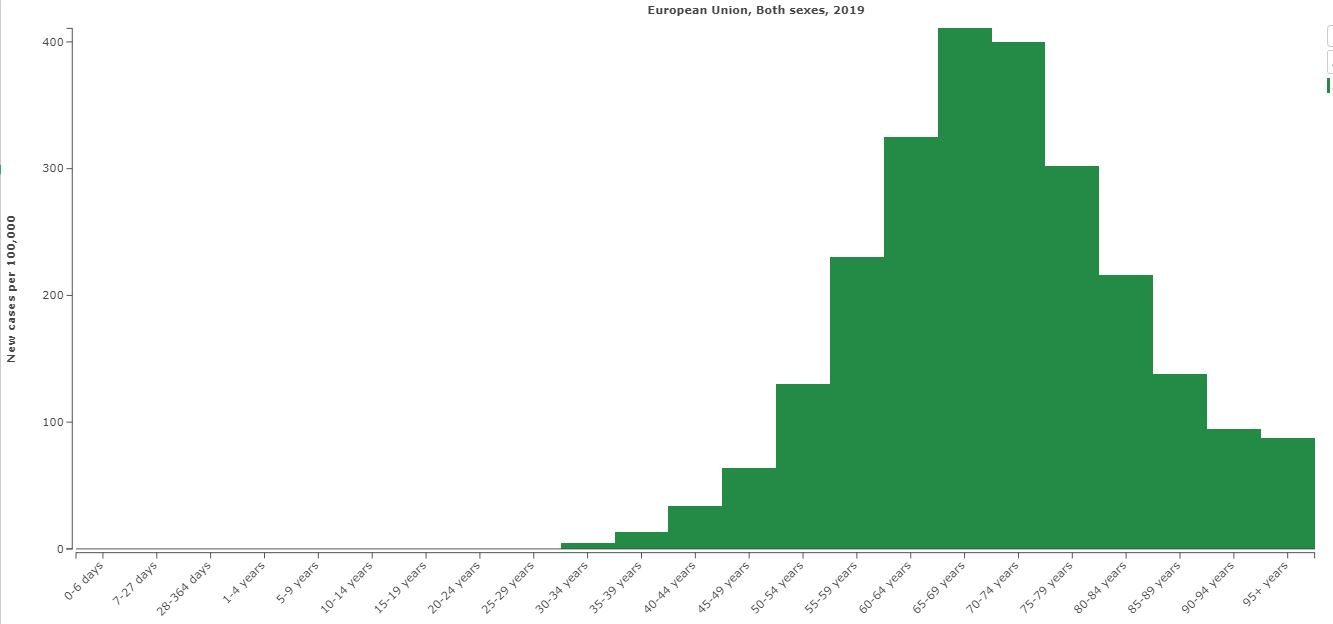 European Union, Both sexes, 2019
New cases per 100,000
400
300
200
100
0
0-6 days
7-27 days
28-364 days
1-4 years
5-9 years
10-14 years
15-19 years
20-24 years
25-29 years
30-34 years
35-39 years
40-44 years
45-49 years
50-54 years
55-59 years
60-64 years
65-69 years
70-74 years
75-79 years
80-84 years
85-89 years
90-94 years
95+ years